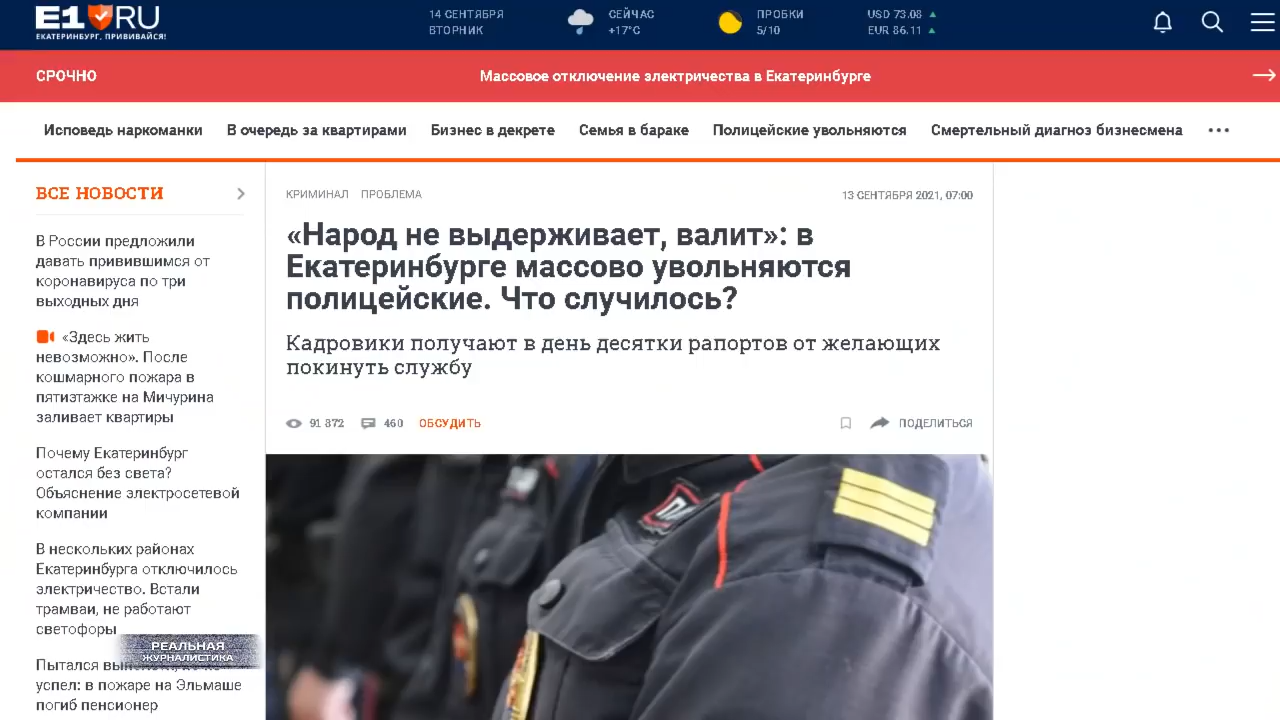 E1 RU
ЕКАТЕРИНБУРГ, ПРИВИВАЙСЯ!
14 СЕНТЯБРЯ
ВТОРНИК
СЕЙЧАС
+17°C
ПРОБКИ
5/10
USD 73.08 ▲
EUR 86.11 ▲
СРОЧНО
Массовое отключение электричества в Екатеринбурге
Исповедь наркоманки В очередь за квартирами Бизнес в декрете Семья в бараке Полицейские увольняются Смертельный диагноз бизнесмена
ВСЕ НОВОСТИ
В России предложили
давать привившимся от
коронавируса по три
выходных дня
«Здесь жить
невозможно». После
кошмарного пожара в
пятиэтажке на Мичурина
заливает квартиры
Почему Екатеринбург
остался без света?
Объяснение электросетевой
компании
В нескольких районах
Екатеринбурга отключилось
электричество. Встали
трамваи, не работают
светофоры
Пытался
успел: в пожаре на Эльмаше
погиб пенсионер
РЕАЛЬНАЯ
ЖУРНАЛИСТИКА
КРИМИНАЛ ПРОБЛЕМА
13 СЕНТЯБРЯ 2021, 07:00
«Народ не выдерживает, валит»: в
Екатеринбурге массово увольняются
полицейские. Что случилось?
Кадровики получают в день десятки рапортов от желающих
покинуть службу
91 872 460 ОБСУДИТЬ
ПОДЕЛИТЬСЯ